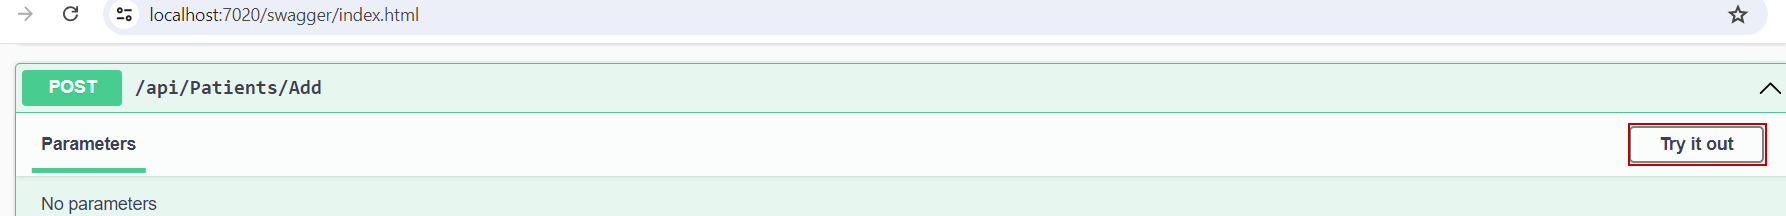 localhost:7020/swagger/index.html
POST /api/Patients/Add
Parameters Try it out
No parameters